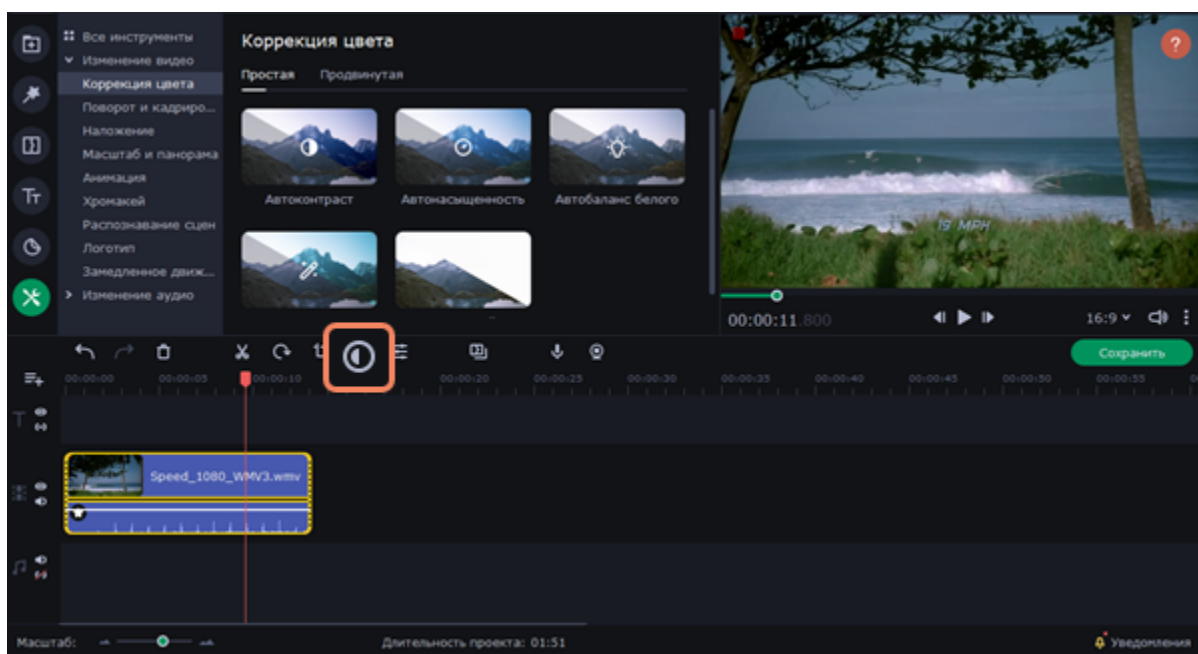 Все инструменты
Изменение видео
Коррекция цвета
Поворот и кадриро...
Наложение
Масштаб и панорама
Анимация
Хромакей
Распознавание сцен
Логотип
Замедленное движ...
Изменение аудио
Коррекция цвета
Простая Продвинутая
Автоконтраст Автонасыщенность Автобаланс белого
?
19 MPH
00:00:11.800
16:9
Сохранить
00:00:00 00:00:05 00:00:10 00:00:20 00:00:25 00:00:30 00:00:35 00:00:40 00:00:45 00:00:50 00:00:55
Speed_1080_WMV3.wmv
Масштаб:
Длительность проекта: 01:51
Уведомления